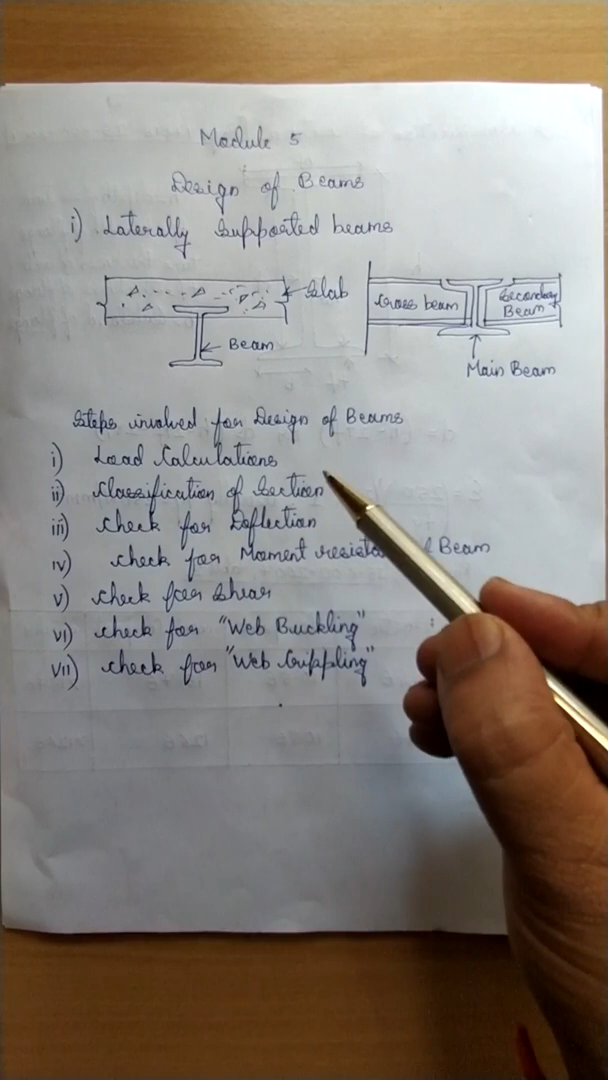 Module 5
Design of Beams
i) Laterally Supported beams
Slab
Beam
Cross beam
Secondary
Beam
Main Beam
Steps involved for Design of Beams
i) Load Calculations
ii) Classification of Section
iii) check for Deflection
iv) check for Moment Beam
v) check for Shear
vi) check for "Web Buckling"
vii) check for "Web Crippling"